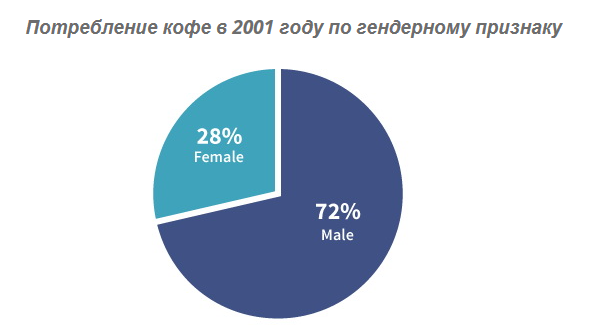 Потребление кофе в 2001 году по гендерному признаку
28%
Female
72%
Male